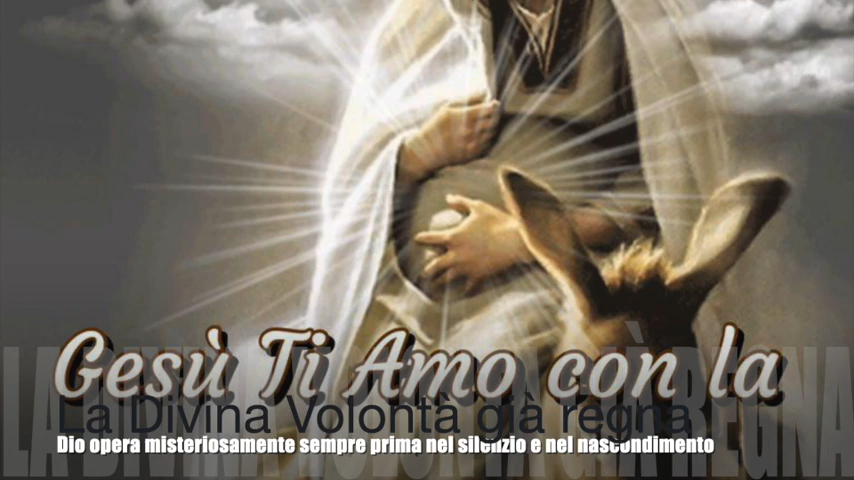 Gesù Ti Amo con la
La Divina Volontà già regna
LA DIVINA VOLONTÀ GIÀ REGNA
Dio opera misteriosamente sempre prima nel silenzio e nel nascondimento